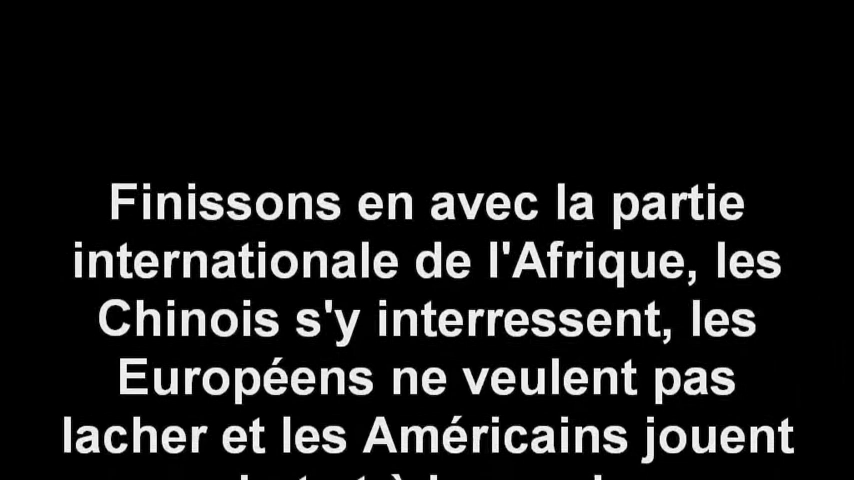 Finissons en avec la partie
internationale de l'Afrique, les
Chinois s'y interressent, les
Européens ne veulent pas
lacher et les Américains jouent